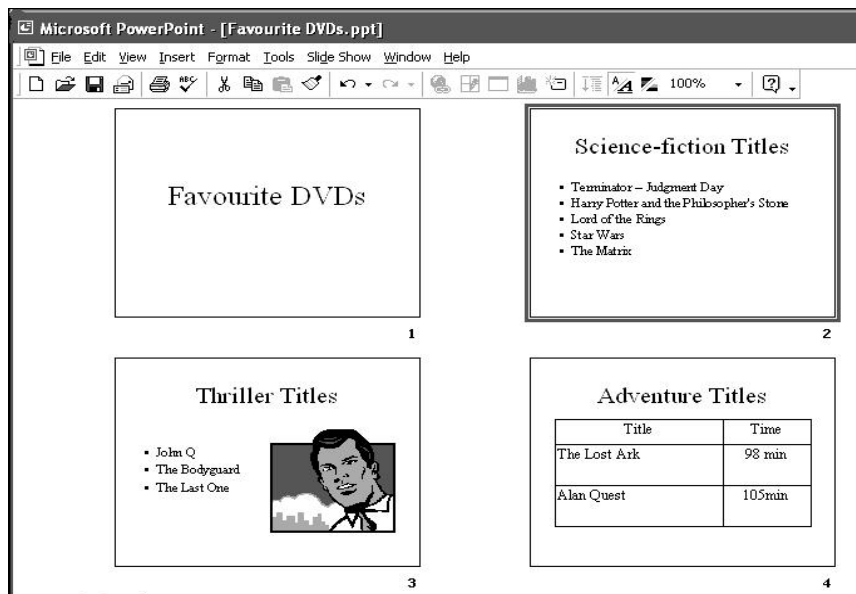 Microsoft PowerPoint - [Favourite DVDs.ppt]
File Edit View Insert Format Tools Slide Show Window Help
ABC 100%
Favourite DVDs
1
Science-fiction Titles
▪ Terminator – Judgment Day
▪ Harry Potter and the Philosopher's Stone
▪ Lord of the Rings
▪ Star Wars
▪ The Matrix
2
Thriller Titles
▪ John Q
▪ The Bodyguard
▪ The Last One
3
Adventure Titles
Title Time
The Lost Ark 98 min
Alan Quest 105min
4